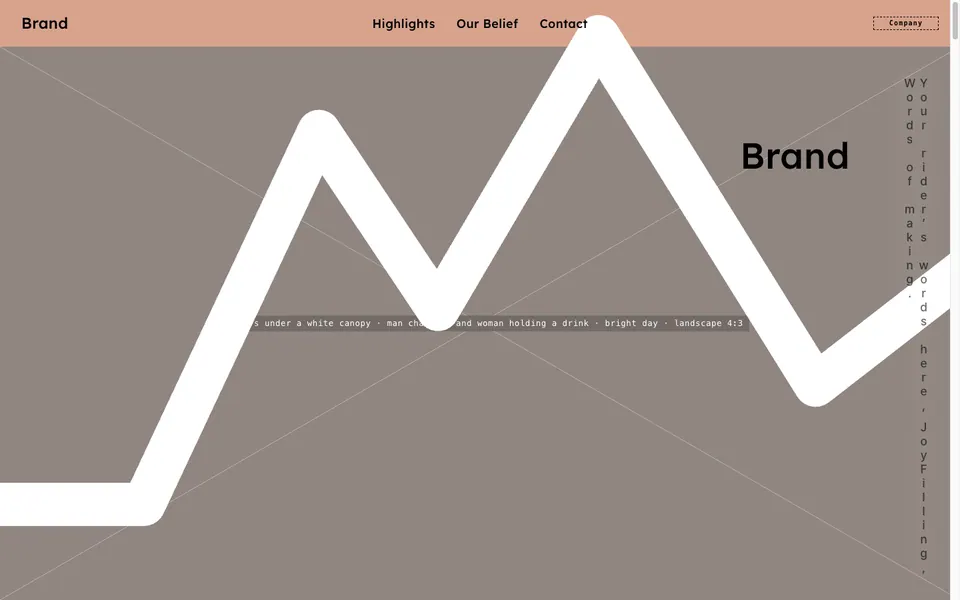 Brand
Highlights Our Belief Contact
Company
Brand
Your rider's words here, JoyFilling,
Words of making.
s under a white canopy · man cha and woman holding a drink · bright day · landscape 4:3